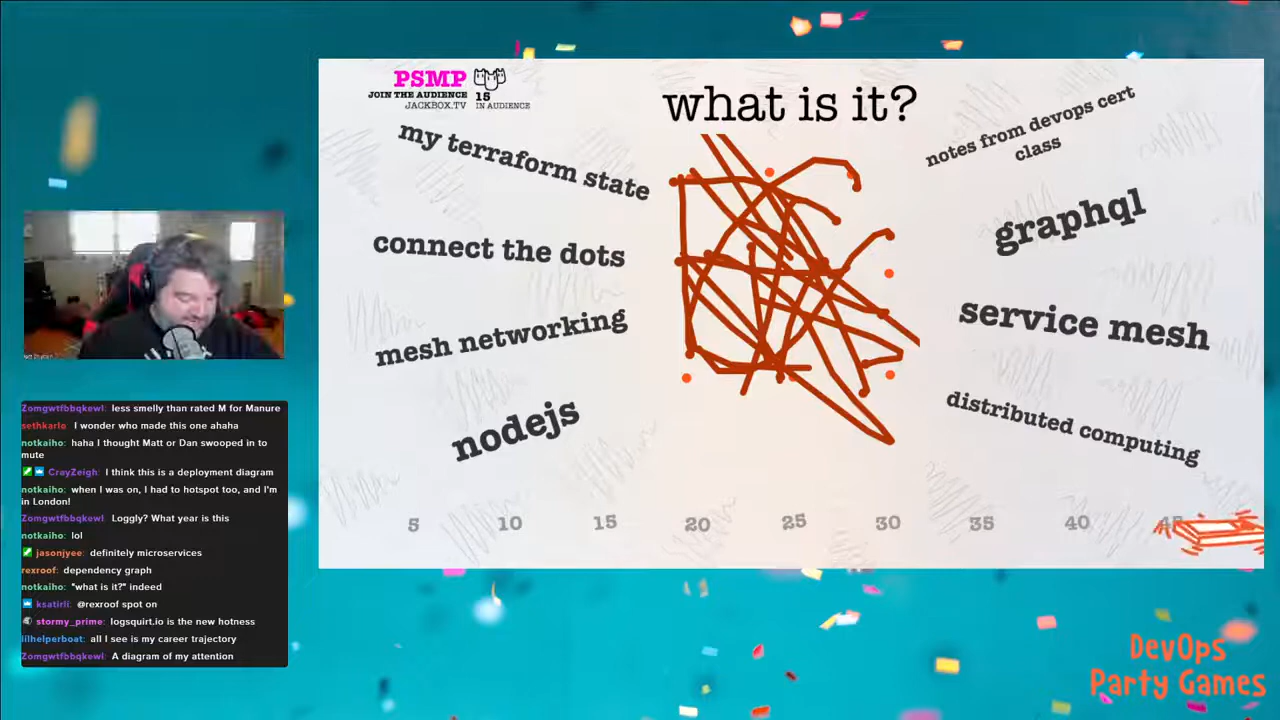 PSMP
JOIN THE AUDIENCE
JACKBOX.TV
15
IN AUDIENCE
what is it?
my terraform state
connect the dots
mesh networking
nodejs
notes from devops cert
class
graphql
service mesh
distributed computing
5 10 15 20 25 30 35 40 45
Zomgwtfbbqkewl: less smelly than rated M for Manure
sethkarlo: I wonder who made this one ahaha
notkaiho: haha I thought Matt or Dan swooped in to
mute
CrayZeigh: I think this is a deployment diagram
notkaiho: when I was on, I had to hotspot too, and I'm
in London!
Zomgwtfbbqkewl: Loggly? What year is this
notkaiho: lol
jasonjyee: definitely microservices
rexroof: dependency graph
notkaiho: "what is it?" indeed
ksatirli: @rexroof spot on
stormy_prime: logsquirt.io is the new hotness
lilhelperboat: all I see is my career trajectory
Zomgwtfbbqkewl: A diagram of my attention
DevOps
Party Games